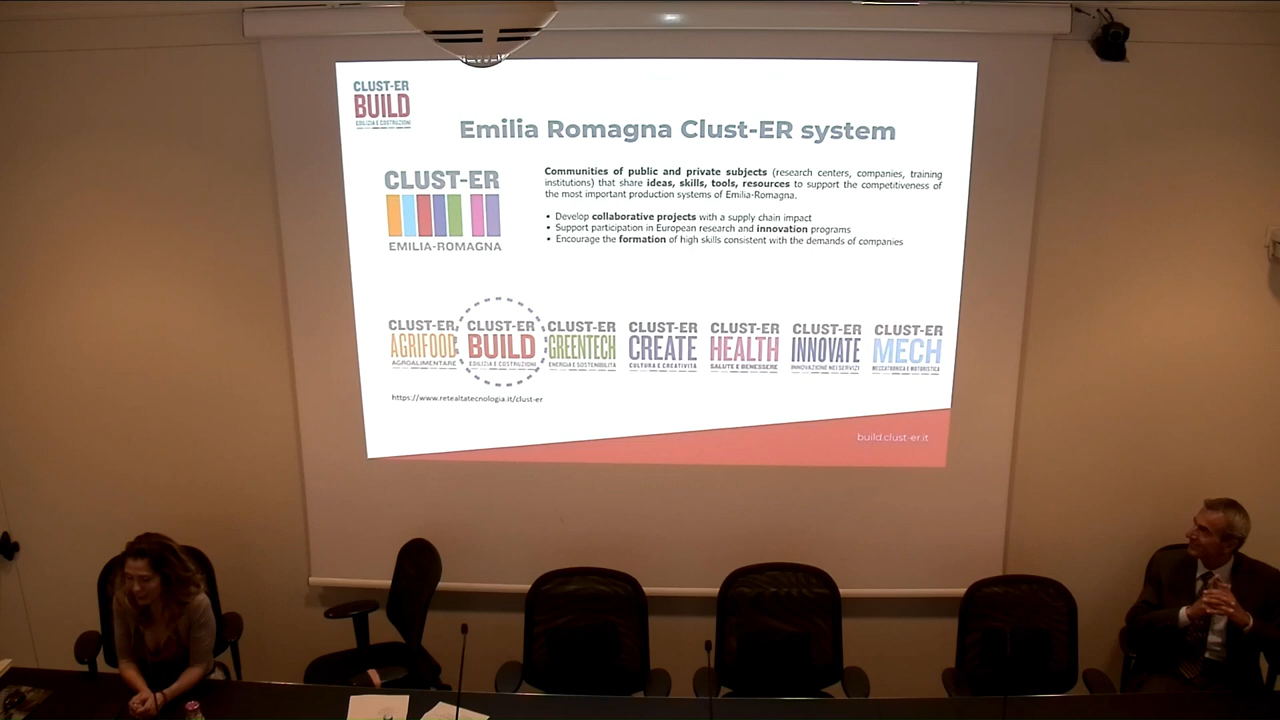 CLUST-ER
BUILD
EDILIZIA E COSTRUZIONI
Emilia Romagna Clust-ER system
CLUST-ER
EMILIA-ROMAGNA
Communities of public and private subjects (research centers, companies, training
institutions) that share ideas, skills, tools, resources to support the competitiveness of
the most important production systems of Emilia-Romagna.
• Develop collaborative projects with a supply chain impact
• Support participation in European research and innovation programs
• Encourage the formation of high skills consistent with the demands of companies
CLUST-ER
AGRIFOOD
AGROALIMENTARE
CLUST-ER
BUILD
EDILIZIA E COSTRUZIONI
CLUST-ER
GREENTECH
ENERGIA E SOSTENIBILITÀ
CLUST-ER
CREATE
CULTURA E CREATIVITÀ
CLUST-ER
HEALTH
SALUTE E BENESSERE
CLUST-ER
INNOVATE
INNOVAZIONE NEI SERVIZI
CLUST-ER
MECH
MECCATRONICA E MOTORISTICA
https://www.retealtatecnologia.it/clust-er
build.clust-er.it